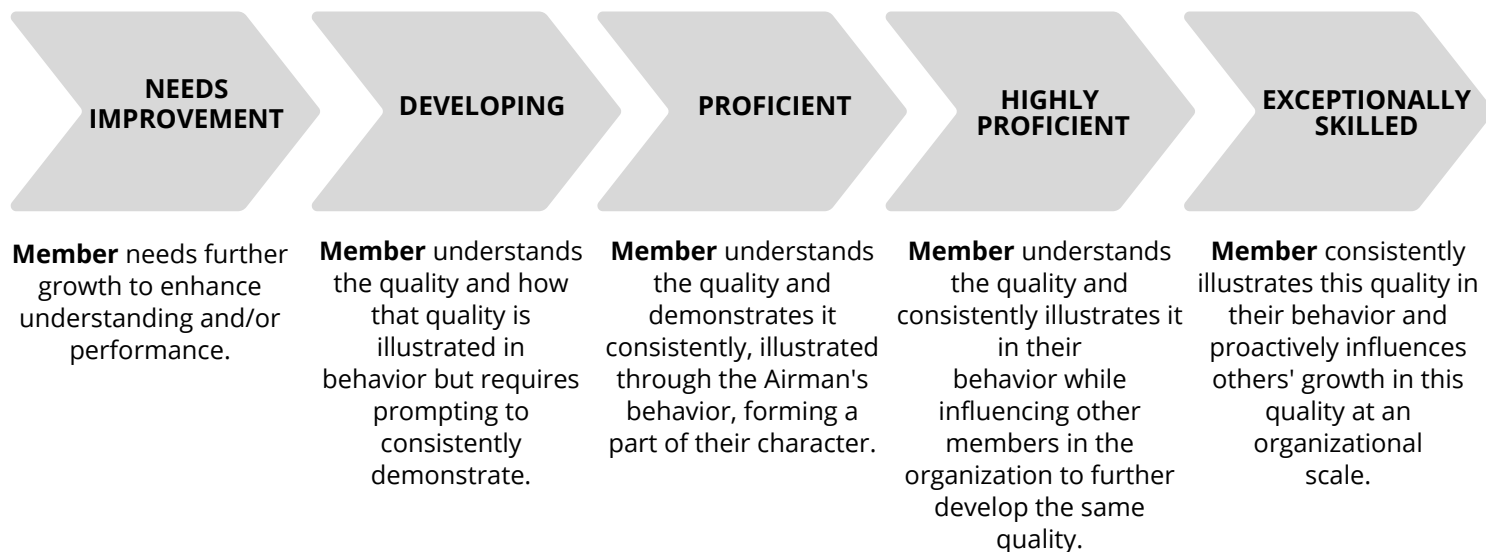 NEEDS
IMPROVEMENT
DEVELOPING
PROFICIENT
HIGHLY
PROFICIENT
EXCEPTIONALLY
SKILLED
Member needs further
growth to enhance
understanding and/or
performance.
Member understands
the quality and how
that quality is
illustrated in
behavior but requires
prompting to
consistently
demonstrate.
Member understands
the quality and
demonstrates it
consistently, illustrated
through the Airman's
behavior, forming a
part of their character.
Member understands
the quality and
consistently illustrates it
in their
behavior while
influencing other
members in the
organization to further
develop the same
quality.
Member consistently
illustrates this quality in
their behavior and
proactively influences
others' growth in this
quality at an
organizational
scale.